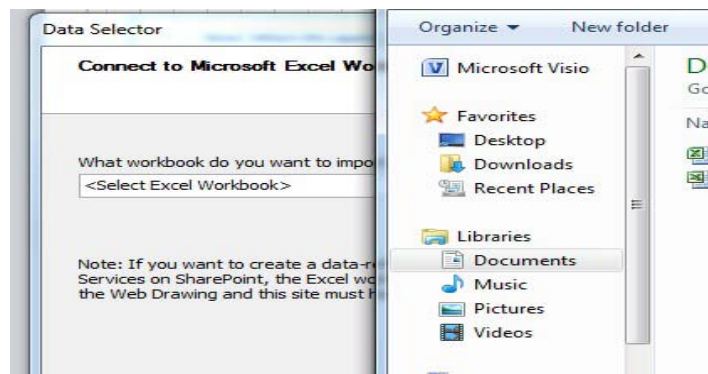 Data Selector
Connect to Microsoft Excel Wo
What workbook do you want to impo
<Select Excel Workbook>
Note: If you want to create a data-re
Services on SharePoint, the Excel wo
the Web Drawing and this site must h
Organize New folder
Microsoft Visio
Favorites
Desktop
Downloads
Recent Places
Libraries
Documents
Music
Pictures
Videos
D
Go
Na